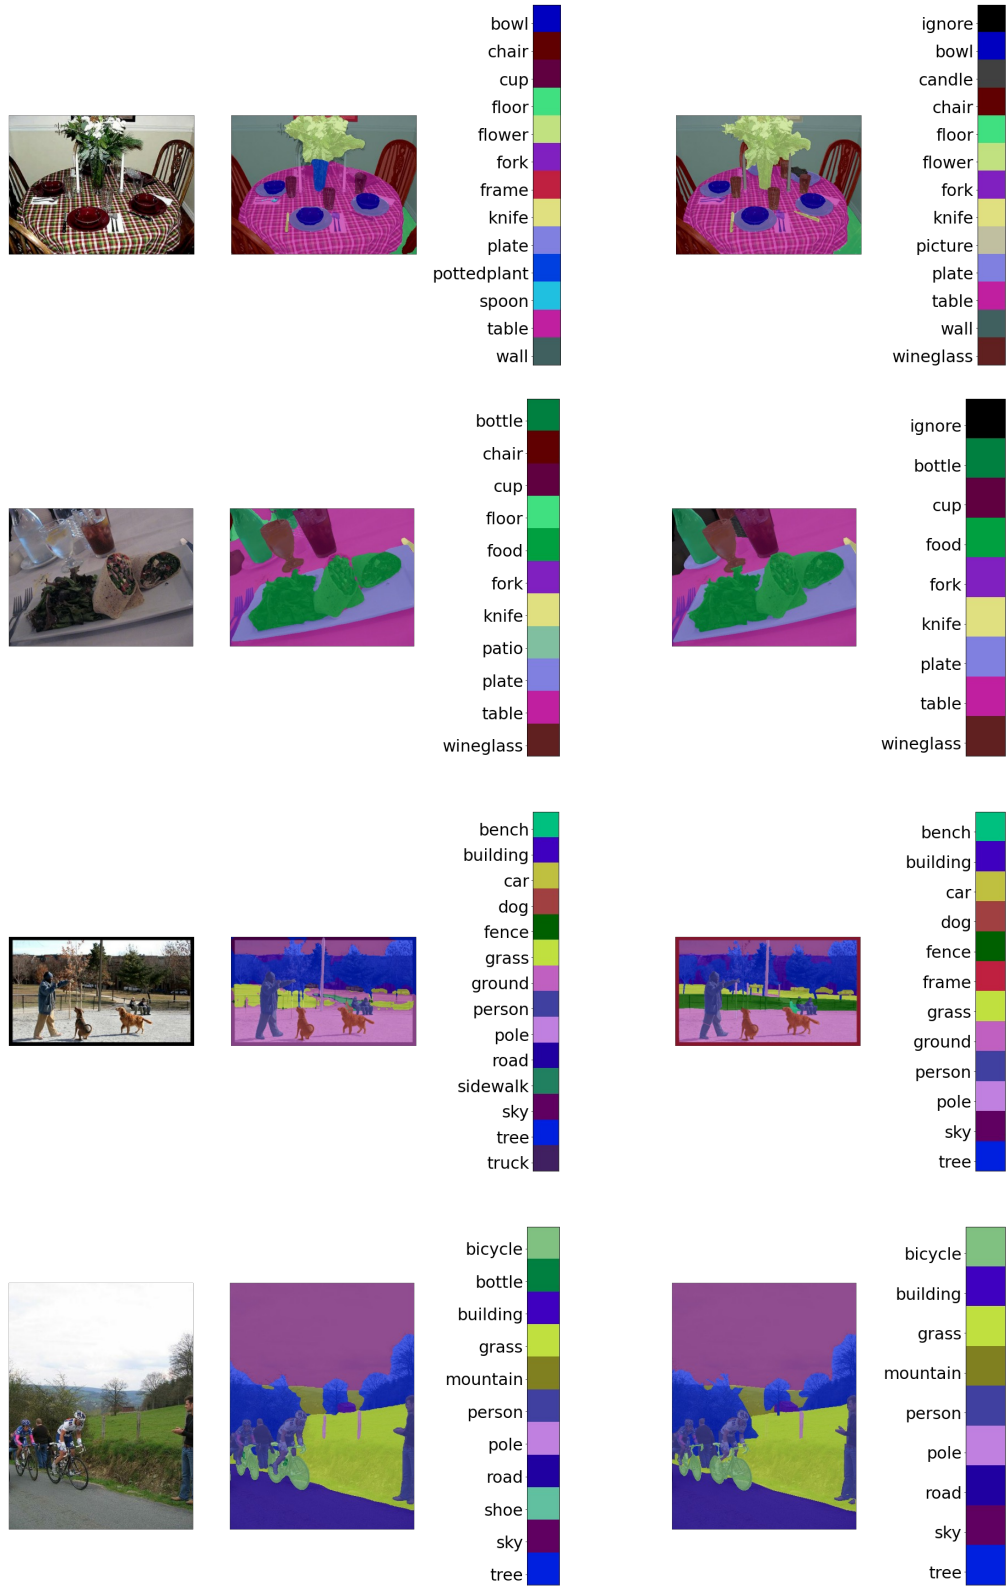 bowl
chair
cup
floor
flower
fork
frame
knife
plate
pottedplant
spoon
table
wall
ignore
bowl
candle
chair
floor
flower
fork
knife
picture
plate
table
wall
wineglass
bottle
chair
cup
floor
food
fork
knife
patio
plate
table
wineglass
ignore
bottle
cup
food
fork
knife
plate
table
wineglass
bench
building
car
dog
fence
grass
ground
person
pole
road
sidewalk
sky
tree
truck
bench
building
car
dog
fence
frame
grass
ground
person
pole
sky
tree
bicycle
bottle
building
grass
mountain
person
pole
road
shoe
sky
tree
bicycle
building
grass
mountain
person
pole
road
sky
tree